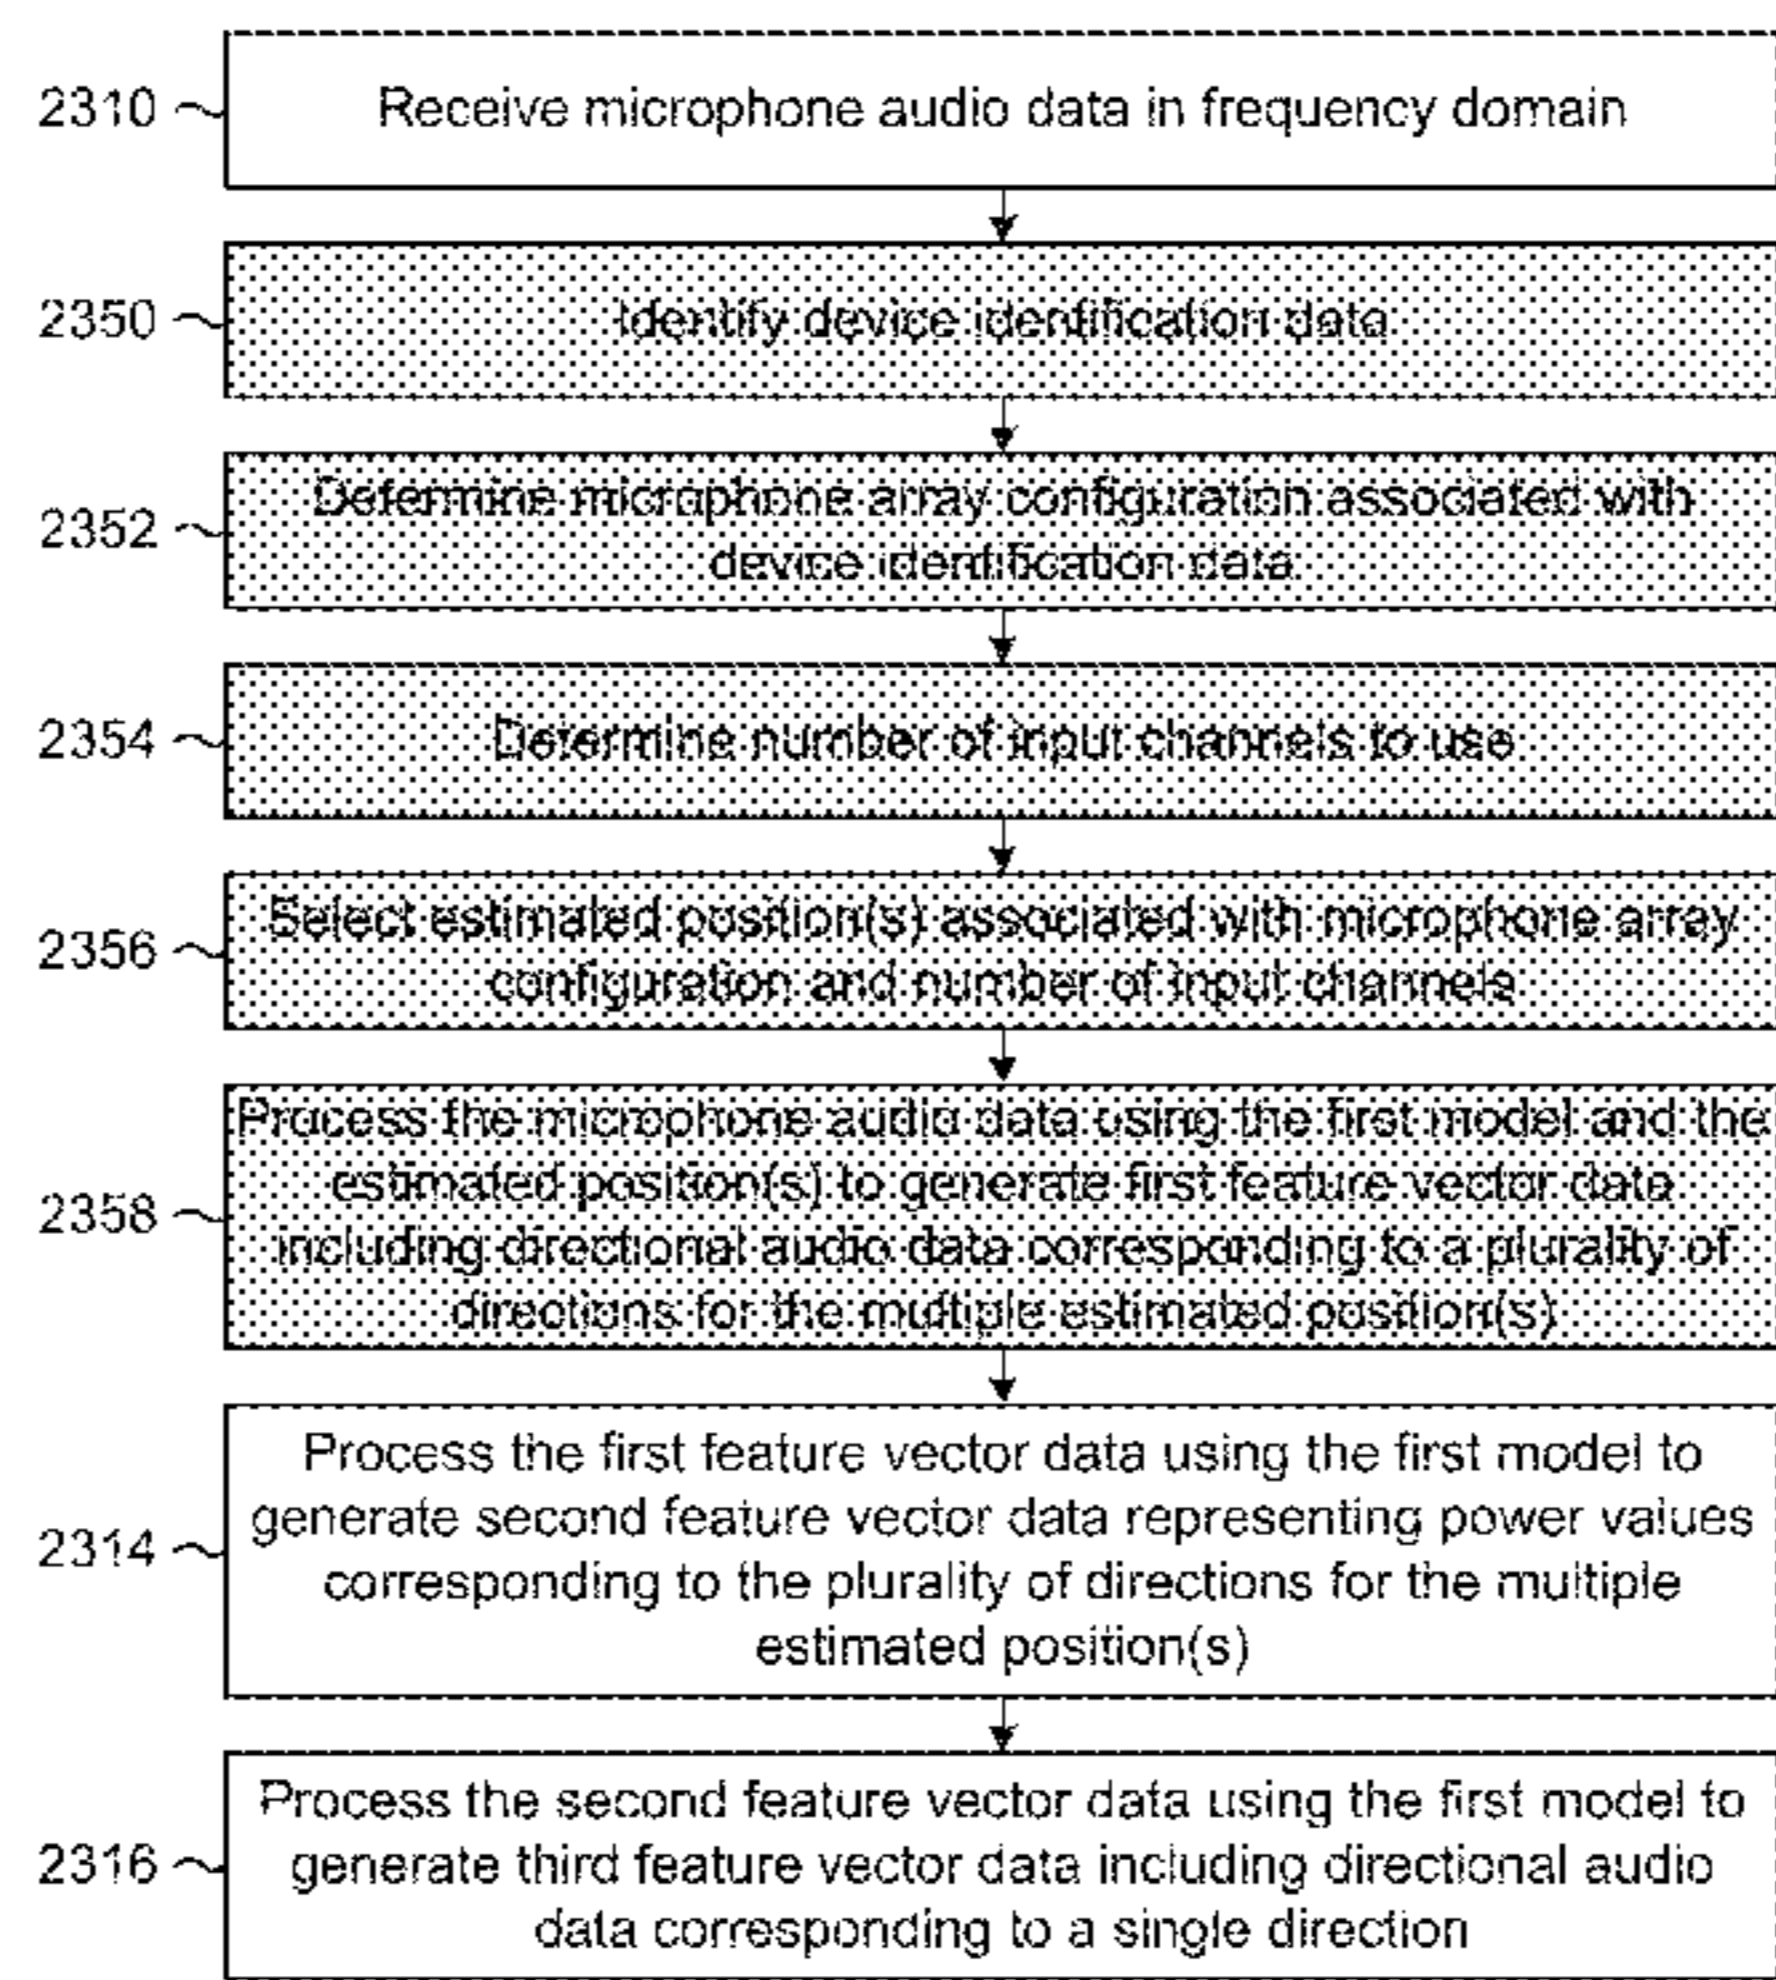 2310
Receive microphone audio data in frequency domain
2350
Identify device identification data
2352
Determine microphone array configuration associated with
device identification data
2354
Determine number of input channels to use
2356
Select estimated position(s) associated with microphone array
configuration and number of input channels
2358
Process the microphone audio data using the first model and the
estimated position(s) to generate first feature vector data
including directional audio data corresponding to a plurality of
directions for the multiple estimated position(s)
2314
Process the first feature vector data using the first model to
generate second feature vector data representing power values
corresponding to the plurality of directions for the multiple
estimated position(s)
2316
Process the second feature vector data using the first model to
generate third feature vector data including directional audio
data corresponding to a single direction